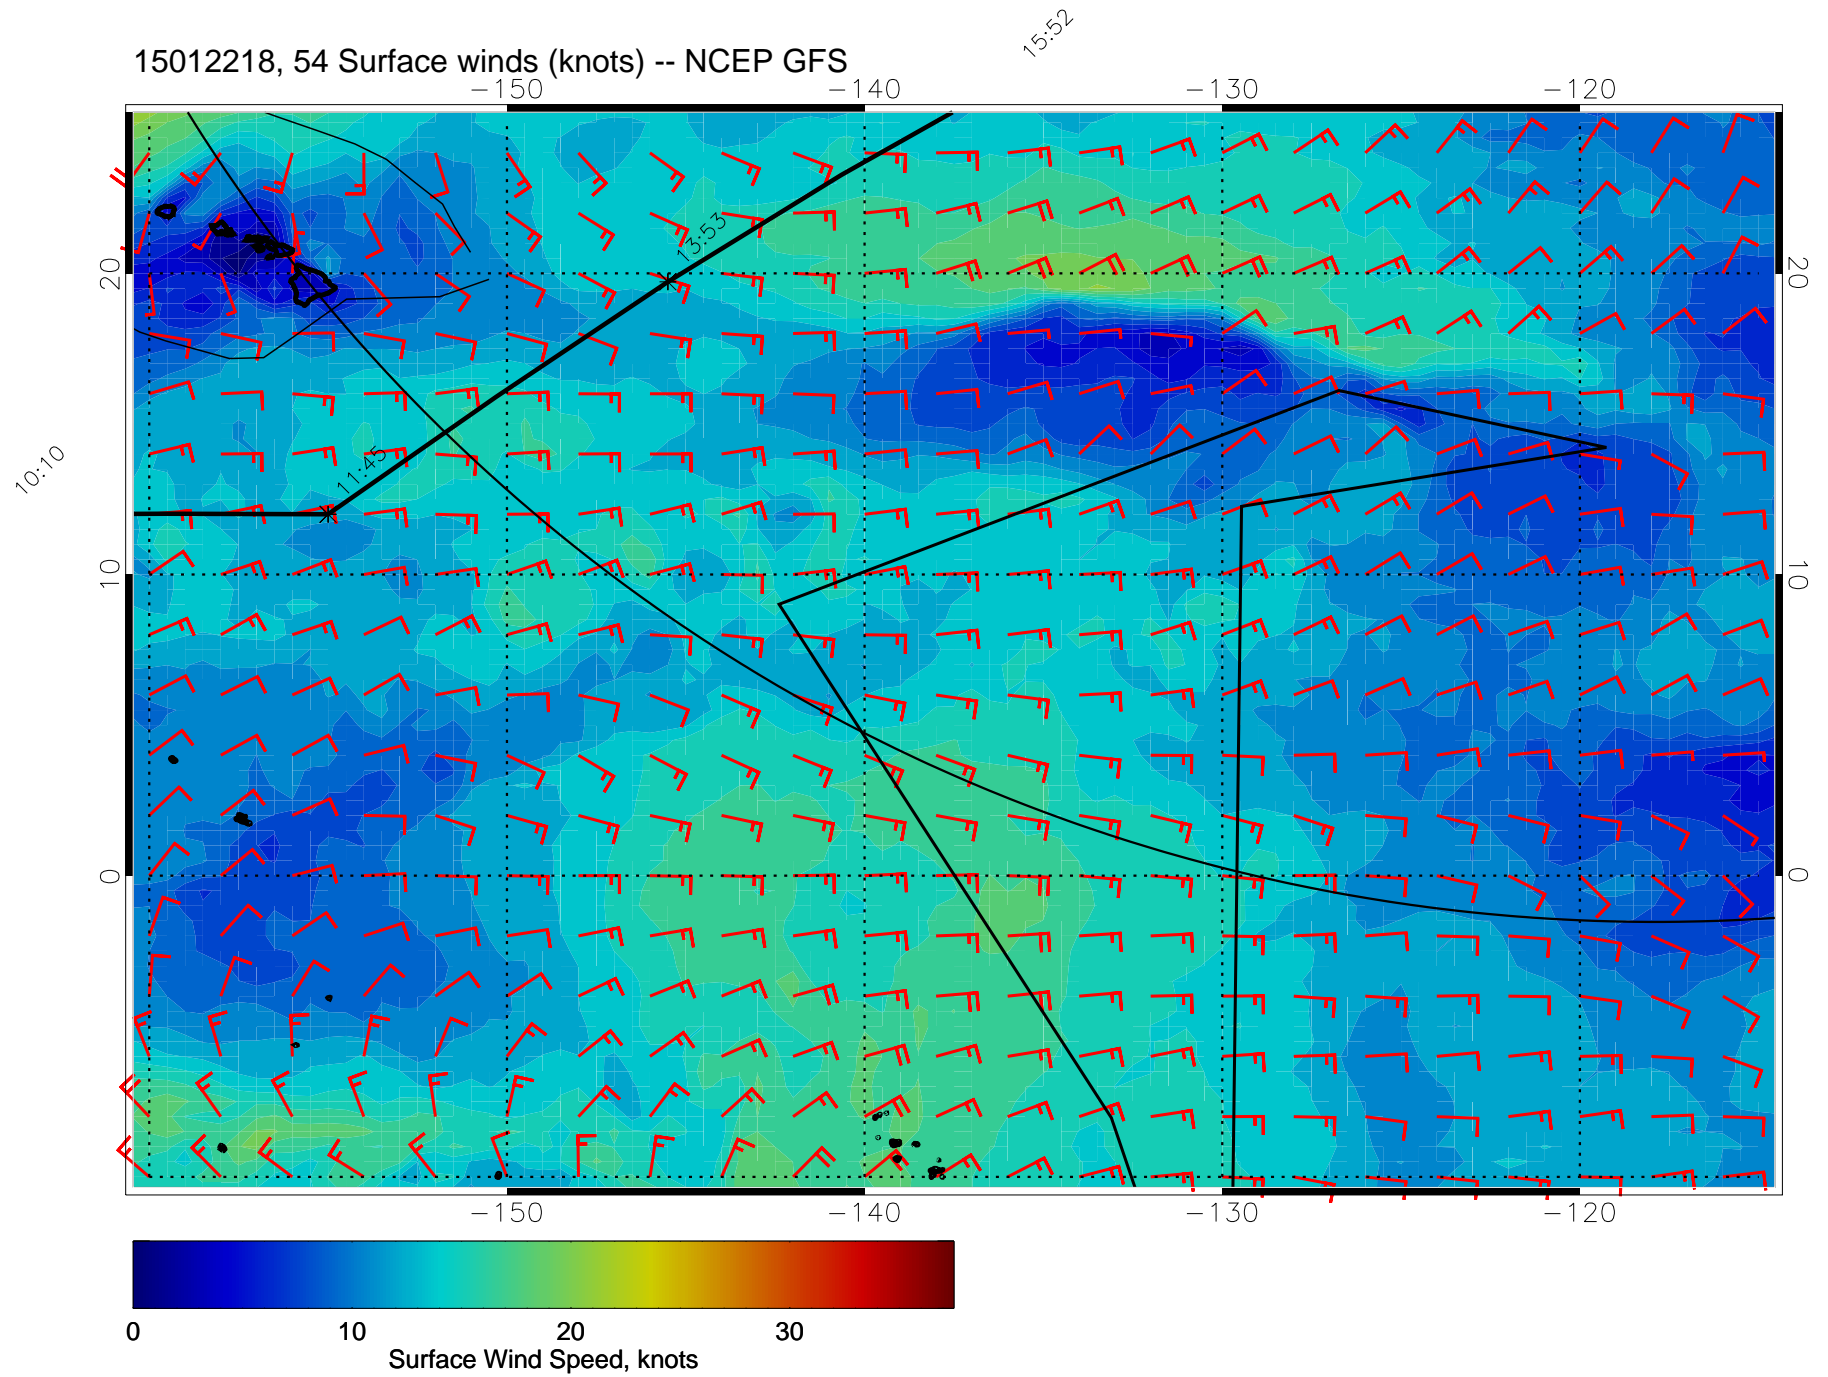 15:52
15012218, 54 Surface winds (knots) -- NCEP GFS
-150 -140 -130 -120
13:53
20 20
11:45
10:10
10 10
0 0
-150 -140 -130 -120
0 10 20 30
Surface Wind Speed, knots